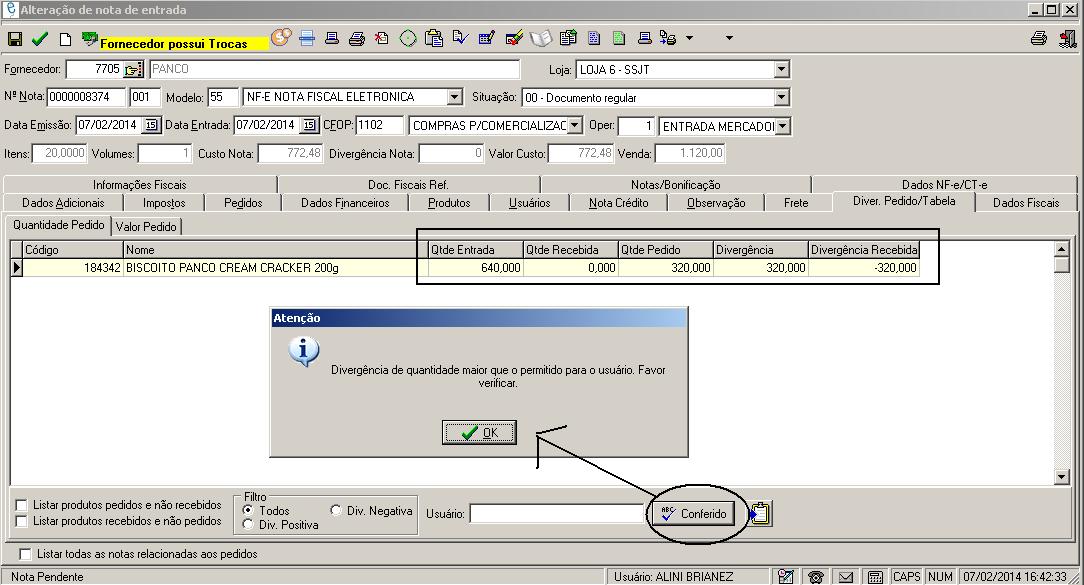 Alteração de nota de entrada
Fornecedor possui Trocas
Fornecedor: 7705 PANCO Loja: LOJA 6 - SSJT
Nº Nota: 0000008374 001 Modelo: 55 NF-E NOTA FISCAL ELETRONICA Situação: 00 - Documento regular
Data Emissão: 07/02/2014 15 Data Entrada: 07/02/2014 15 CFOP: 1102 COMPRAS P/COMERCIALIZAC Oper: 1 ENTRADA MERCADOI
Itens: 20,0000 Volumes: 1 Custo Nota: 772,48 Divergência Nota: 0 Valor Custo: 772,48 Venda: 1.120,00
Informações Fiscais Doc. Fiscais Ref. Notas/Bonificação Dados NF-e/CT-e
Dados Adicionais Impostos Pedidos Dados Financeiros Produtos Usuários Nota Crédito Observação Frete Diver. Pedido/Tabela Dados Fiscais
Quantidade Pedido Valor Pedido
Código Nome Qtde Entrada Qtde Recebida Qtde Pedido Divergência Divergência Recebida
184342 BISCOITO PANCO CREAM CRACKER 200g 640,000 0,000 320,000 320,000 -320,000
Atenção
Divergência de quantidade maior que o permitido para o usuário. Favor
verificar.
OK
Listar produtos pedidos e não recebidos
Listar produtos recebidos e não pedidos
Filtro
Todos Div. Negativa
Div. Positiva
Usuário: ABC Conferido
Listar todas as notas relacionadas aos pedidos
Nota Pendente Usuário: ALINI BRIANEZ CAPS NUM 07/02/2014 16:42:33